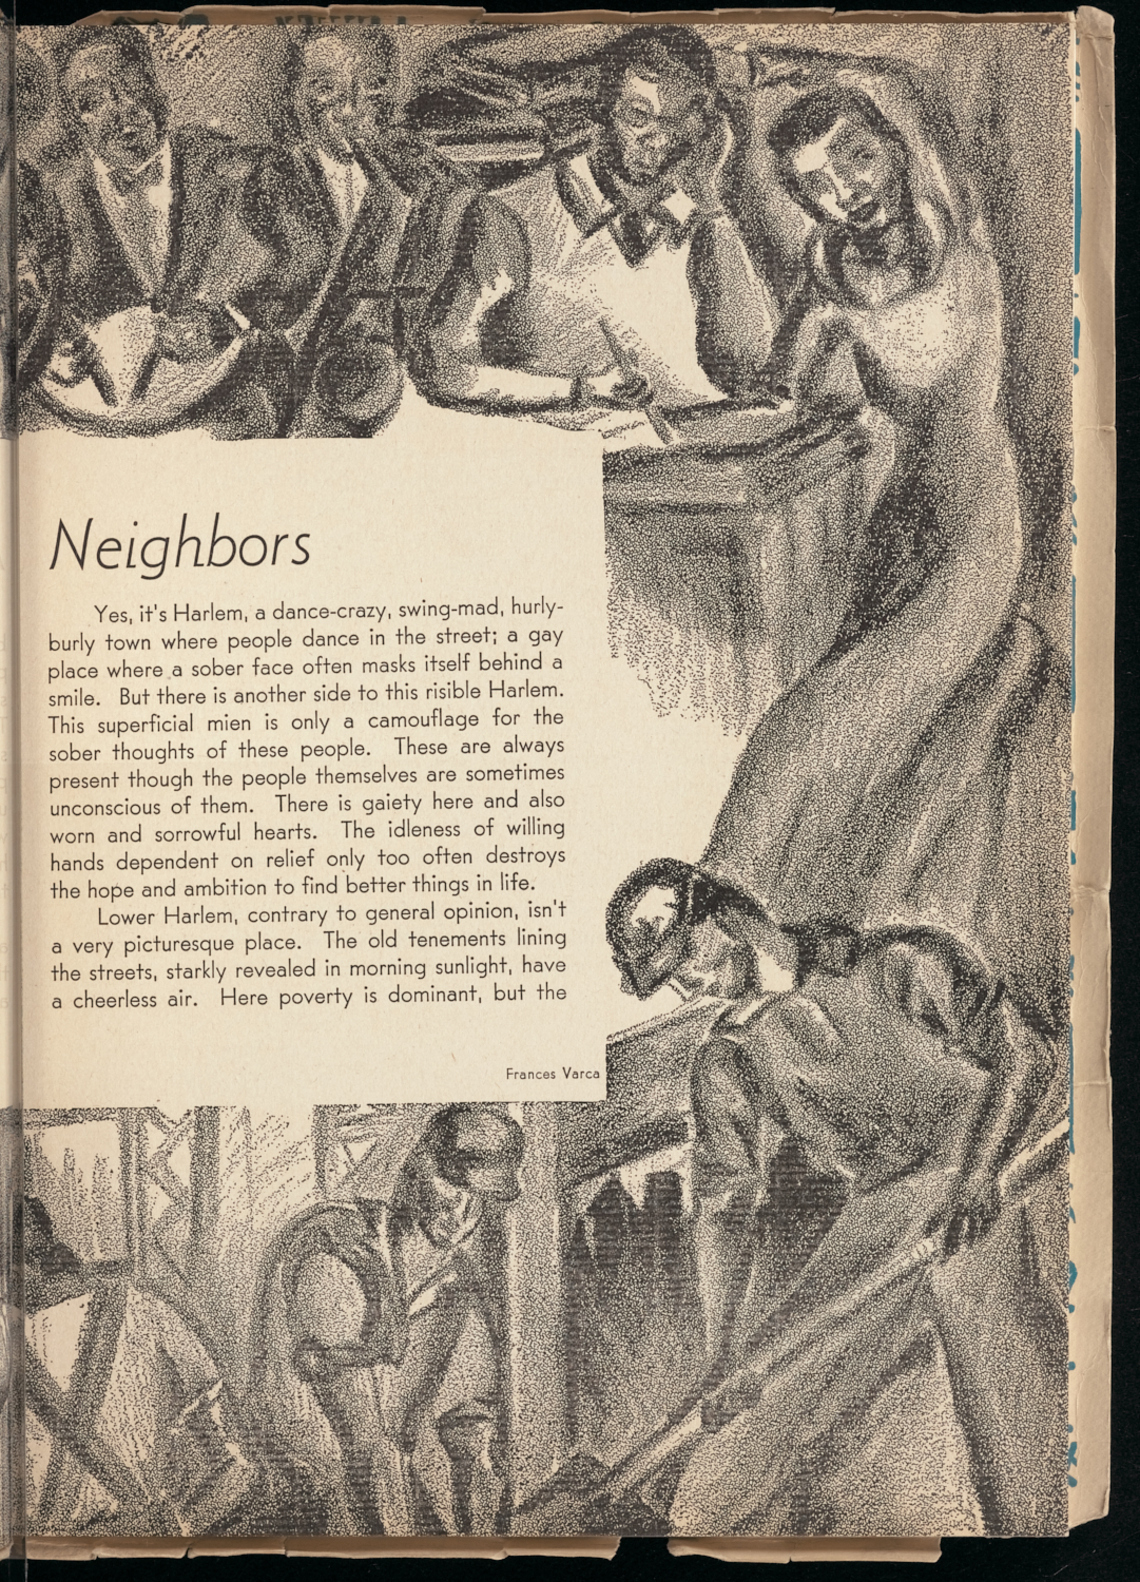 Neighbors
Yes, it's Harlem, a dance-crazy, swing-mad, hurly-
burly town where people dance in the street; a gay
place where a sober face often masks itself behind a
smile. But there is another side to this risible Harlem.
This superficial mien is only a camouflage for the
sober thoughts of these people. These are always
present though the people themselves are sometimes
unconscious of them. There is gaiety here and also
worn and sorrowful hearts. The idleness of willing
hands dependent on relief only too often destroys
the hope and ambition to find better things in life.
Lower Harlem, contrary to general opinion, isn't
a very picturesque place. The old tenements lining
the streets, starkly revealed in morning sunlight, have
a cheerless air. Here poverty is dominant, but the
Frances Varca